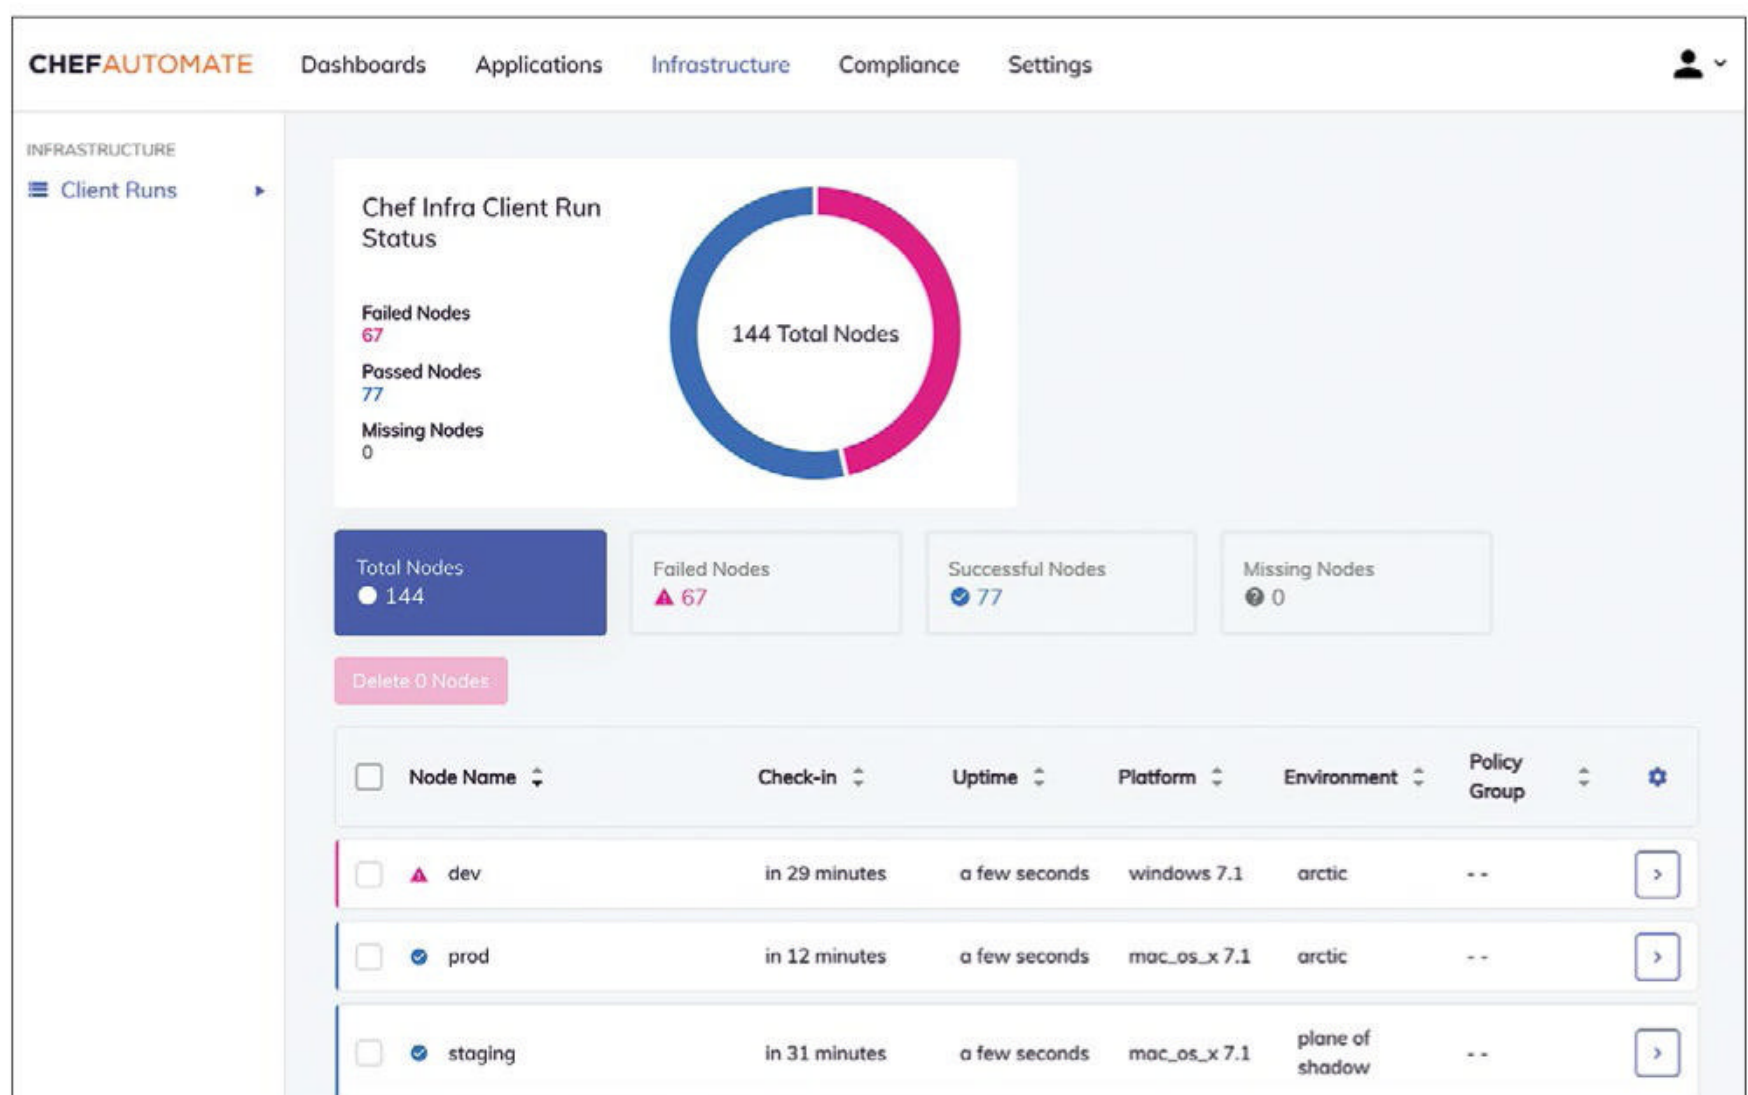 CHEFAUTOMATE Dashboards Applications Infrastructure Compliance Settings
INFRASTRUCTURE
Client Runs
Chef Infra Client Run
Status
Failed Nodes
67
Passed Nodes
77
Missing Nodes
0
144 Total Nodes
Total Nodes
144
Failed Nodes
67
Successful Nodes
77
Missing Nodes
0
Delete 0 Nodes
Node Name Check-in Uptime Platform Environment Policy
Group
dev in 29 minutes a few seconds windows 7.1 arctic - -
prod in 12 minutes a few seconds mac_os_x 7.1 arctic - -
staging in 31 minutes a few seconds mac_os_x 7.1 plane of
shadow - -